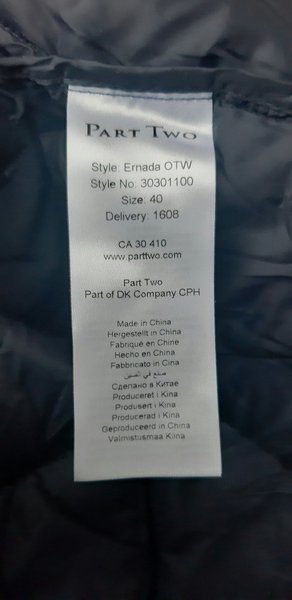 PART TWO
Style: Ernada OTW
Style No: 30301100
Size: 40
Delivery: 1608
CA 30 410
www.parttwo.com
Part Two
Part of DK Company CPH
Made in China
Hergestellt in China
Fabriqué en Chine
Hecho en China
Fabbricato in Cina
صنع في الصين
Сделано в Китае
Produceret i Kina
Produsert i Kina
Producerad i Kina
Geproduceerd in China
Valmistusmaa Kiina